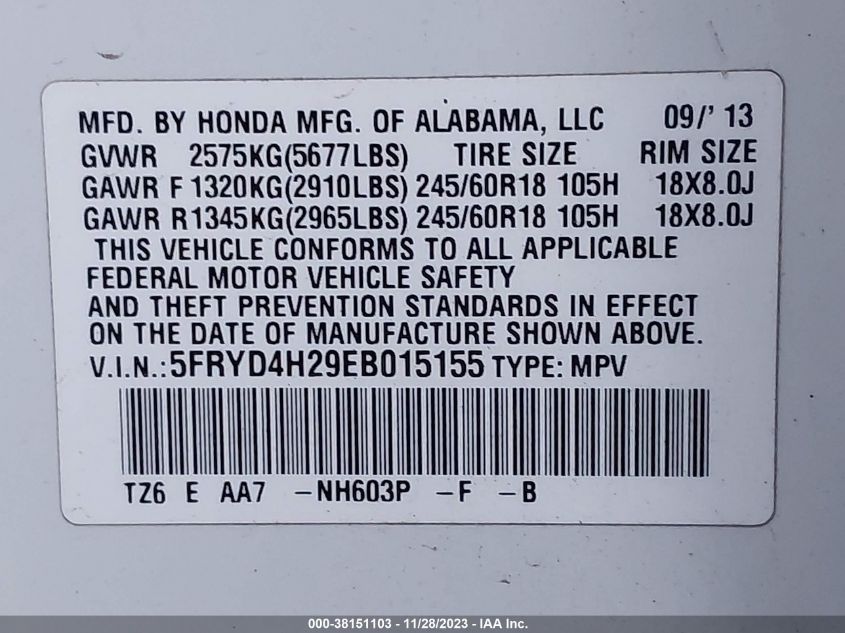 MFD. BY HONDA MFG. OF ALABAMA, LLC 09/' 13
GVWR 2575KG(5677LBS) TIRE SIZE RIM SIZE
GAWR F 1320KG(2910LBS) 245/60R18 105H 18X8.0J
GAWR R1345KG(2965LBS) 245/60R18 105H 18X8.0J
THIS VEHICLE CONFORMS TO ALL APPLICABLE
FEDERAL MOTOR VEHICLE SAFETY
AND THEFT PREVENTION STANDARDS IN EFFECT
ON THE DATE OF MANUFACTURE SHOWN ABOVE.
V.I.N.:5FRYD4H29EB015155 TYPE: MPV
TZ6 E AA7 -NH603P -F -B
000-38151103 - 11/28/2023 - IAA Inc.